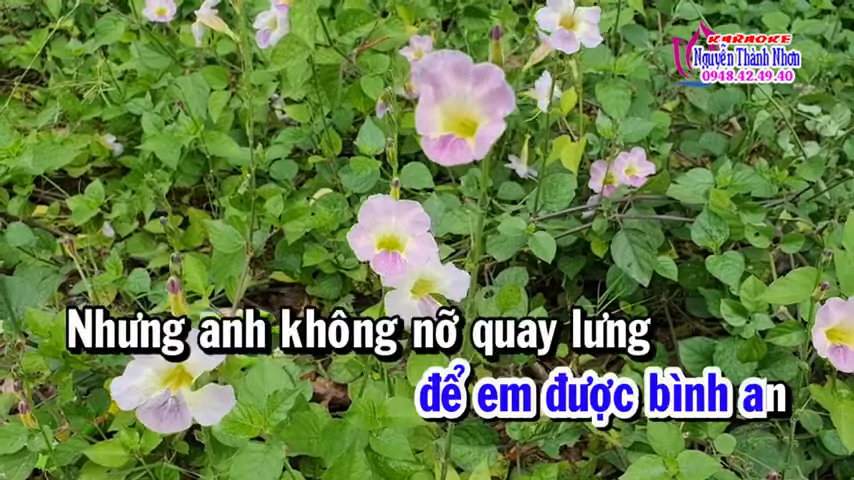 KARAOKE
Nguyễn Thành Nhơn
0948.42.49.40
Nhưng anh không nỡ quay lưng
để em được bình an